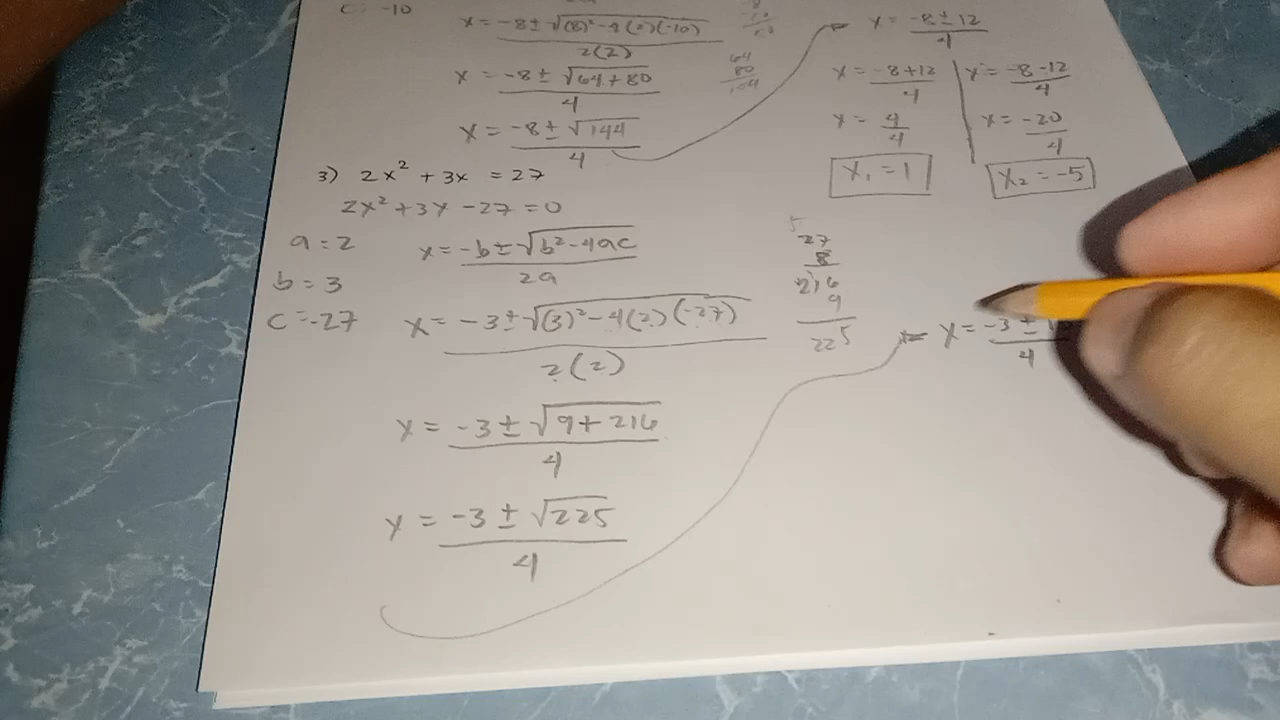 C: -10
x = -8 ± √(8)² - 4(2)(-10) / 2(2)
x = -8 ± √64 + 80 / 4
x = -8 ± √144 / 4
64
80
144
x = -8 ± 12 / 4
x = -8 + 12 / 4
x = -8 - 12 / 4
x = 4 / 4
x = -20 / 4
x₁ = 1
x₂ = -5
3) 2x² + 3x = 27
2x² + 3x - 27 = 0
a = 2
b = 3
c = -27
x = -b ± √b² - 4ac / 2a
x = -3 ± √(3)² - 4(2)(-27) / 2(2)
x = -3 ± √9 + 216 / 4
x = -3 ± √225 / 4
5
27
8
216
9
225
x = -3 ± / 4